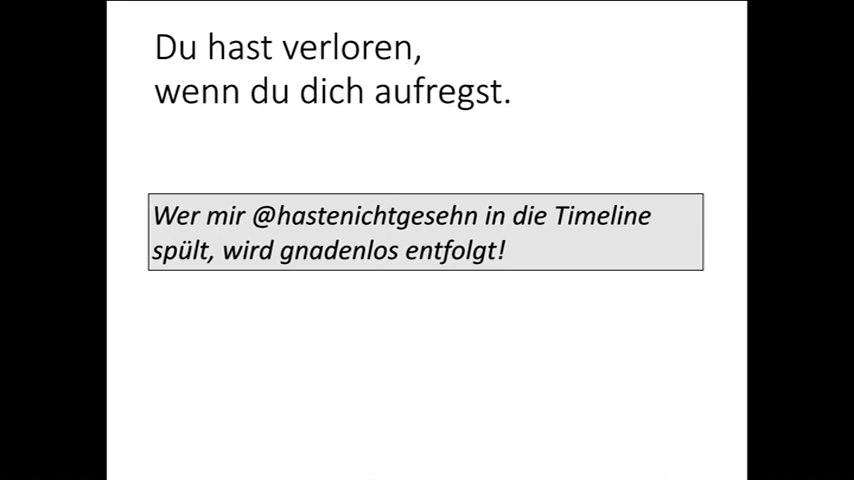 Du hast verloren,
wenn du dich aufregst.
Wer mir @hastenichtgesehn in die Timeline
spült, wird gnadenlos entfolgt!